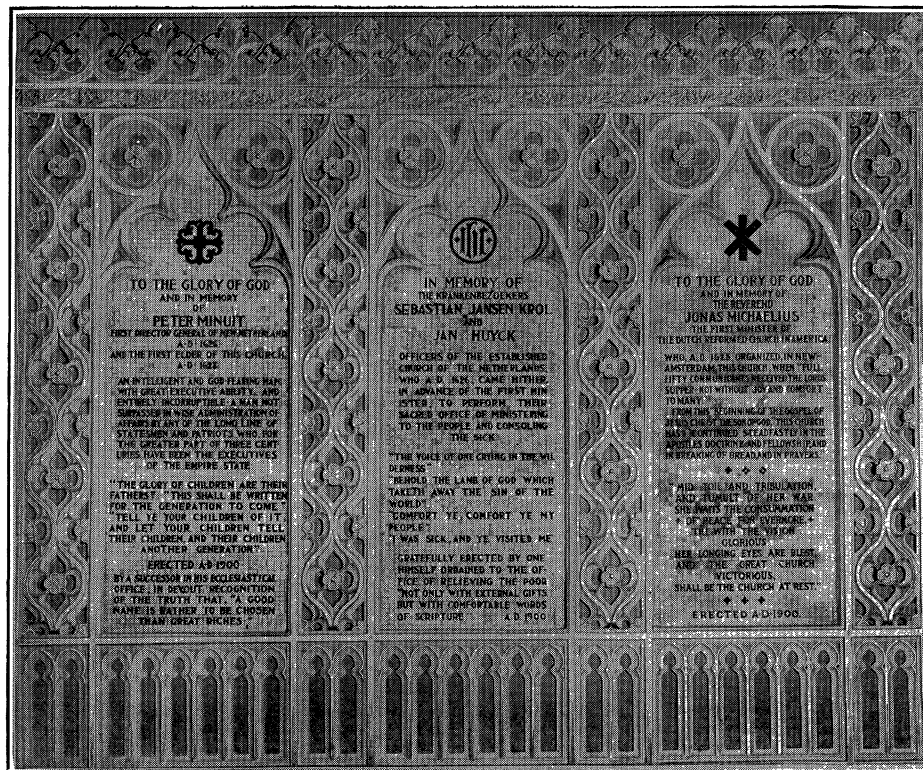 TO THE GLORY OF GOD
AND IN MEMORY
OF
PETER MINUIT
FIRST DIRECTOR GENERAL OF NEW NETHERLAND
A·D 1626
AND THE FIRST ELDER OF THIS CHURCH,
A·D 1628
AN INTELLIGENT AND GOD-FEARING MAN,
WITH GREAT EXECUTIVE ABILITY, AND
ENTIRELY INCORRUPTIBLE. A MAN NOT
SURPASSED IN WISE ADMINISTRATION OF
AFFAIRS BY ANY OF THE LONG LINE OF
STATESMEN AND PATRIOTS WHO FOR
THE GREATER PART OF THREE CENT
URIES HAVE BEEN THE EXECUTIVES
OF THE EMPIRE STATE
"THE GLORY OF CHILDREN ARE THEIR
FATHERS." "THIS SHALL BE WRITTEN
FOR THE GENERATION TO COME"
"TELL YE YOUR CHILDREN OF IT,
AND LET YOUR CHILDREN TELL
THEIR CHILDREN, AND THEIR CHILDREN
ANOTHER GENERATION".
ERECTED A·D·1900
BY A SUCCESSOR IN HIS ECCLESIASTICAL
OFFICE, IN DEVOUT RECOGNITION
OF THE TRUTH THAT, "A GOOD
NAME IS RATHER TO BE CHOSEN
THAN GREAT RICHES."
IHS
IN MEMORY OF
THE KRANKENBEZOEKERS
SEBASTIAN JANSEN KROL
AND
JAN HUYCK
OFFICERS OF THE ESTABLISHED
CHURCH OF THE NETHERLANDS,
WHO A.D. 1626, CAME HITHER,
IN ADVANCE OF THE FIRST MIN
ISTER, TO PERFORM THEIR
SACRED OFFICE OF MINISTERING
TO THE PEOPLE AND CONSOLING
THE SICK.
"THE VOICE OF ONE CRYING IN THE WIL
DERNESS"
"BEHOLD THE LAMB OF GOD WHICH
TAKETH AWAY THE SIN OF THE
WORLD"
"COMFORT YE, COMFORT YE MY
PEOPLE".
"I WAS SICK, AND YE VISITED ME"
GRATEFULLY ERECTED BY ONE
HIMSELF ORDAINED TO THE OF-
FICE OF RELIEVING THE POOR
"NOT ONLY WITH EXTERNAL GIFTS
BUT WITH COMFORTABLE WORDS
OF SCRIPTURE" A.D. 1900
TO THE GLORY OF GOD
AND IN MEMORY OF
THE REVEREND
JONAS MICHAELIUS
THE FIRST MINISTER OF
THE DUTCH REFORMED CHURCH IN AMERICA.
WHO, A.D. 1628, ORGANIZED, IN NEW-
AMSTERDAM, THIS CHURCH, WHEN "FULL
FIFTY COMMUNICANTS RECEIVED THE LORDS
SUPPER · NOT WITHOUT JOY AND COMFORT
TO MANY."
FROM THIS BEGINNING OF THE GOSPEL OF
JESUS CHRIST THE SON OF GOD, THIS CHURCH
HAS "CONTINUED STEADFASTLY IN THE
APOSTLES DOCTRINE AND FELLOWSHIP, AND
IN BREAKING OF BREAD AND IN PRAYERS.
"MID TOIL AND TRIBULATION
AND TUMULT OF HER WAR
SHE WAITS THE CONSUMMATION
OF PEACE FOR EVERMORE,
TILL WITH THE VISION
GLORIOUS
HER LONGING EYES ARE BLEST
AND THE GREAT CHURCH
VICTORIOUS
SHALL BE THE CHURCH AT REST."
ERECTED A.D. 1900.